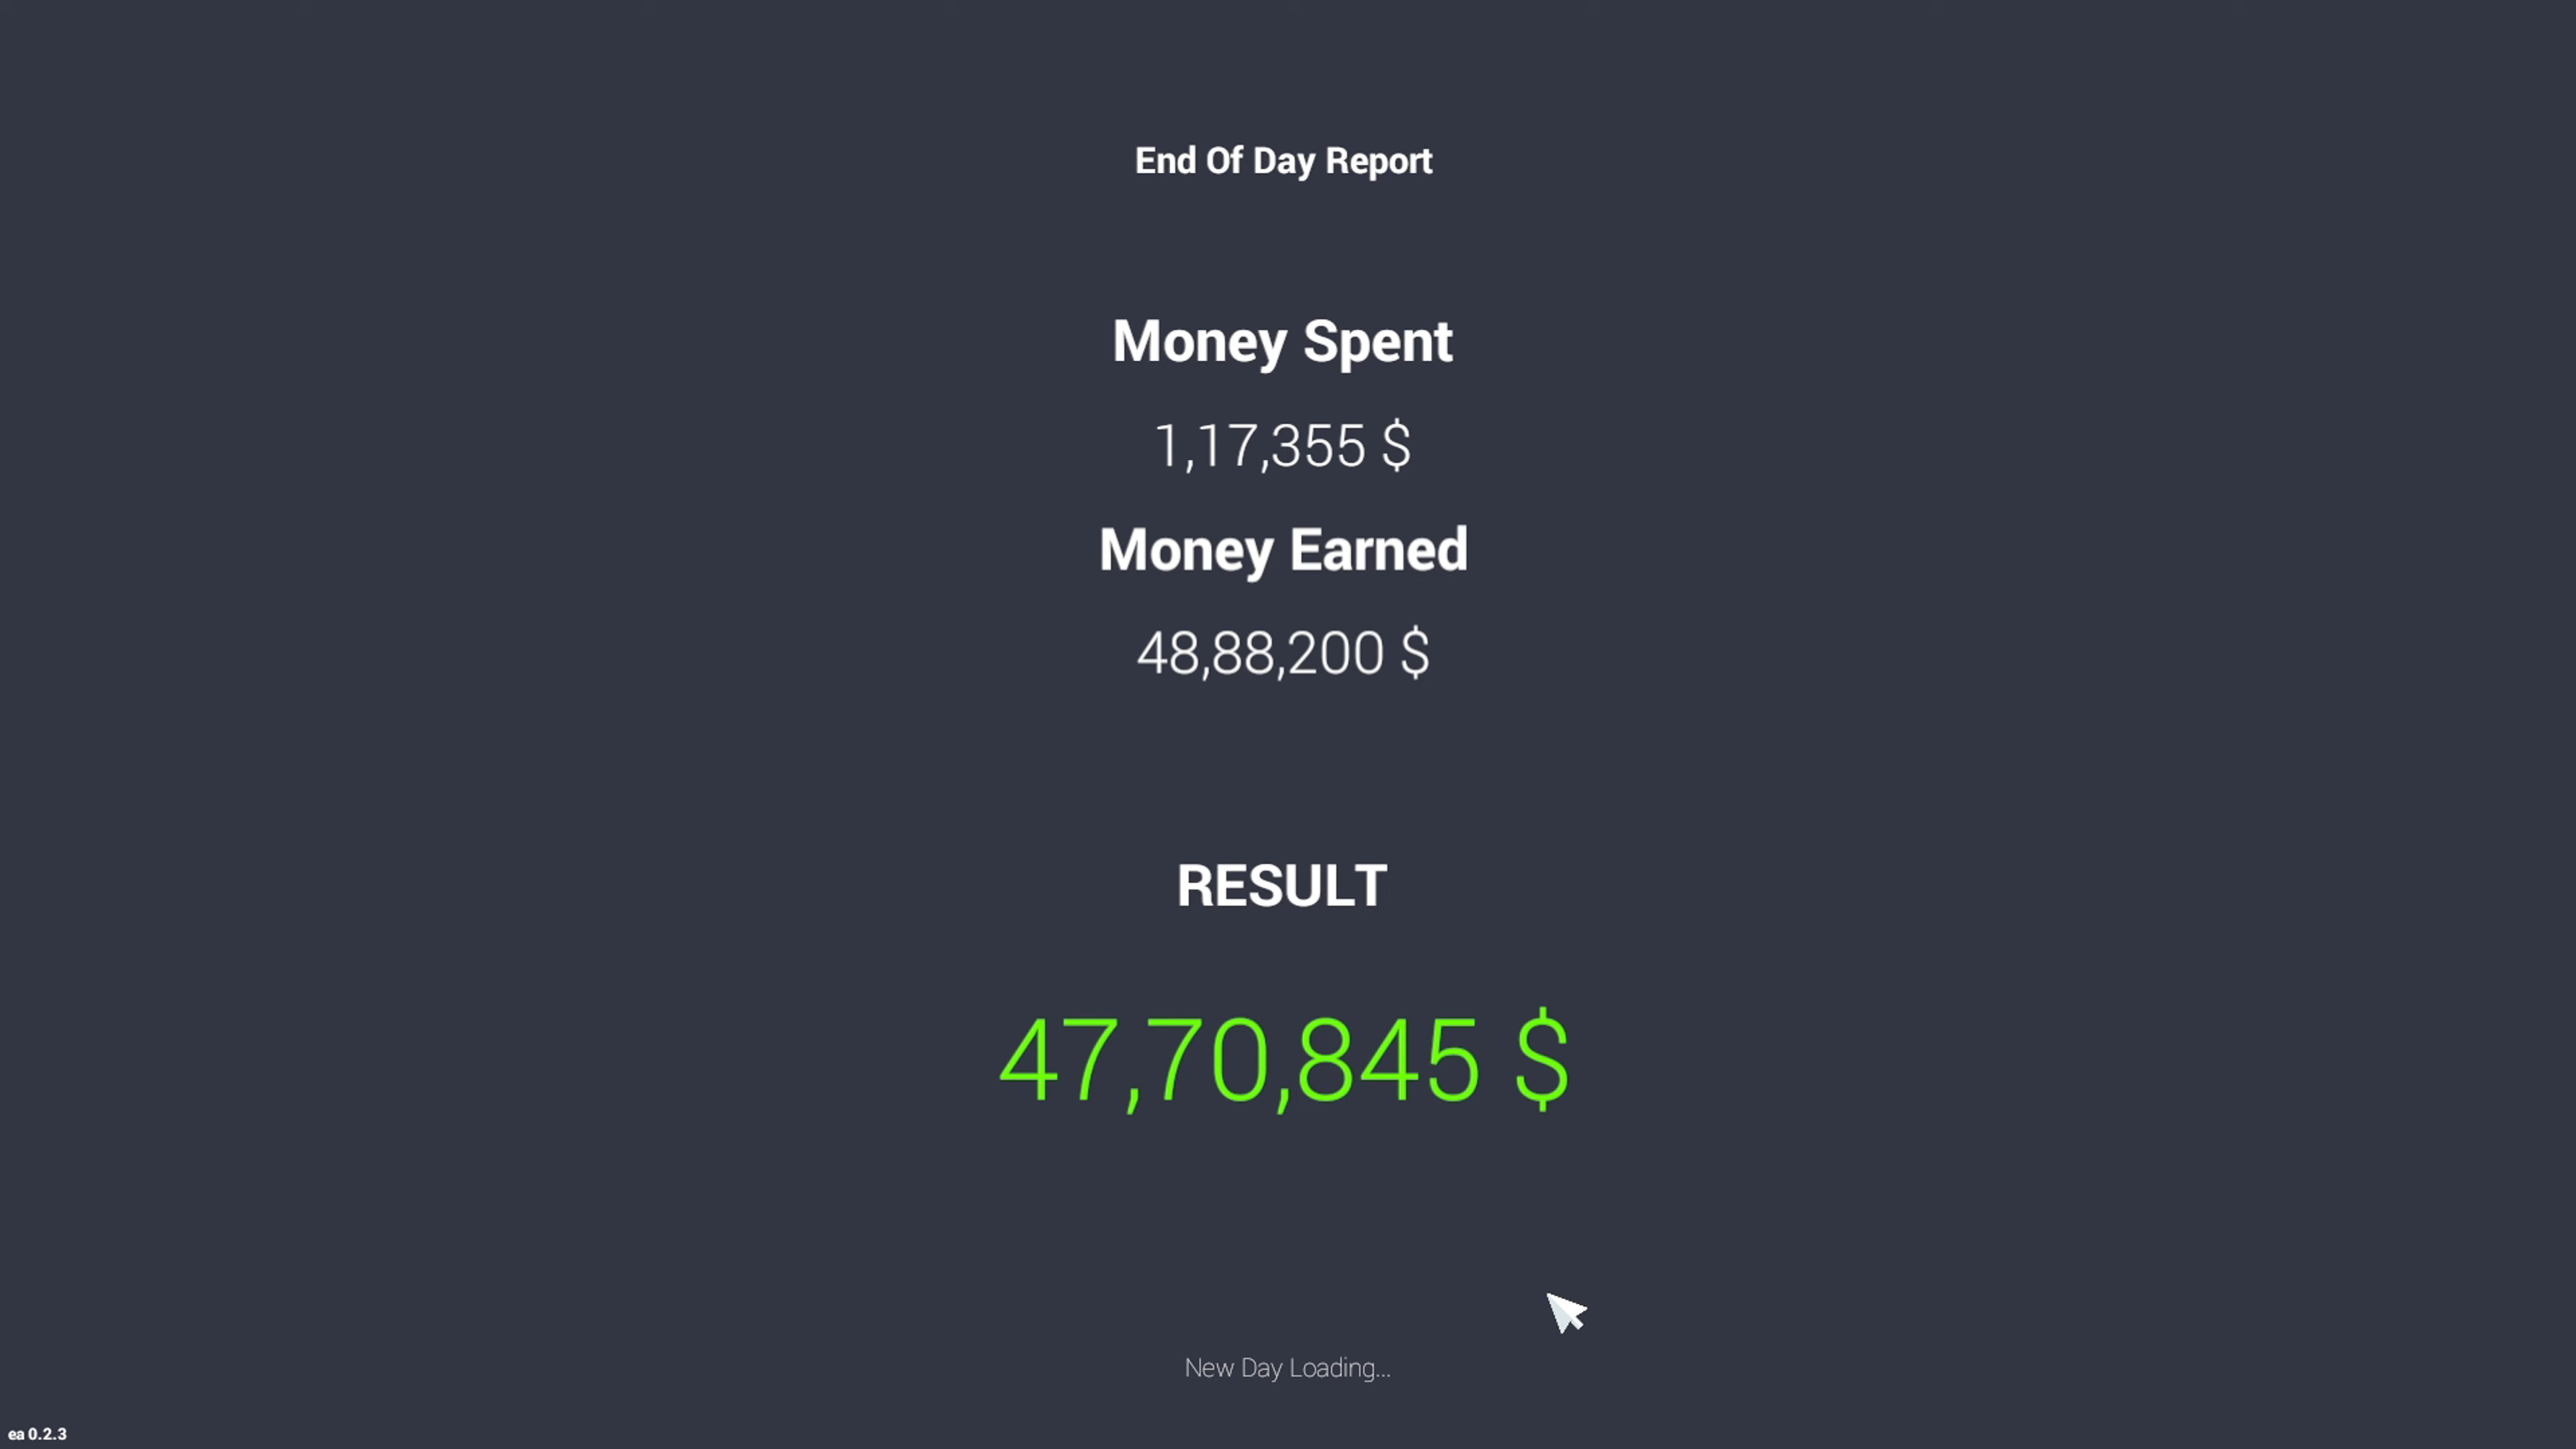 End Of Day Report
Money Spent
1,17,355 $
Money Earned
48,88,200 $
RESULT
47,70,845 $
New Day Loading...
ea 0.2.3